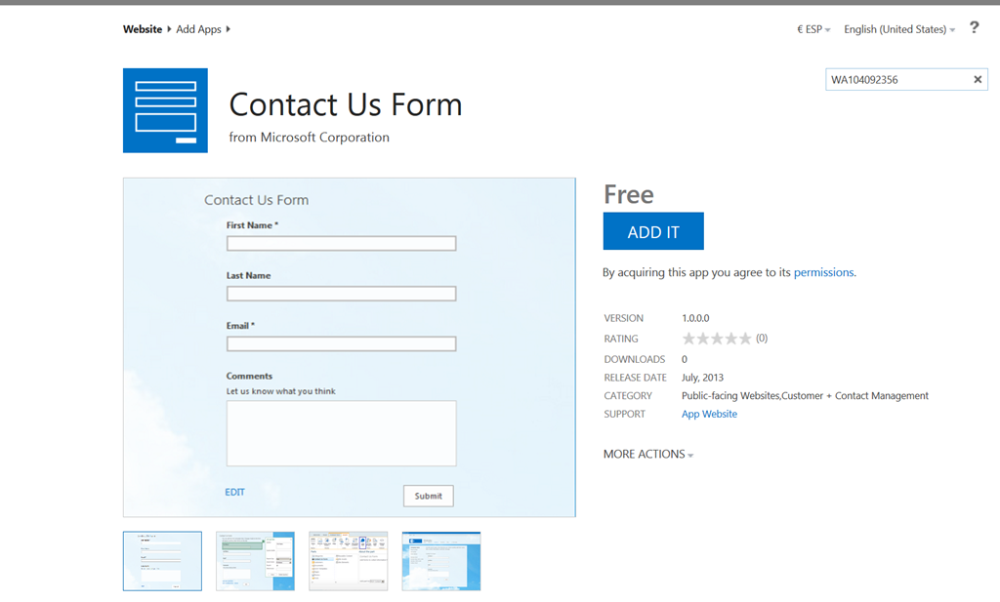 Website Add Apps
€ ESP English (United States) ?
WA104092356
Contact Us Form
from Microsoft Corporation
Contact Us Form
First Name *
Last Name
Email *
Comments
Let us know what you think
EDIT
Submit
Free
ADD IT
By acquiring this app you agree to its permissions.
VERSION 1.0.0.0
RATING (0)
DOWNLOADS 0
RELEASE DATE July, 2013
CATEGORY Public-facing Websites,Customer + Contact Management
SUPPORT App Website
MORE ACTIONS